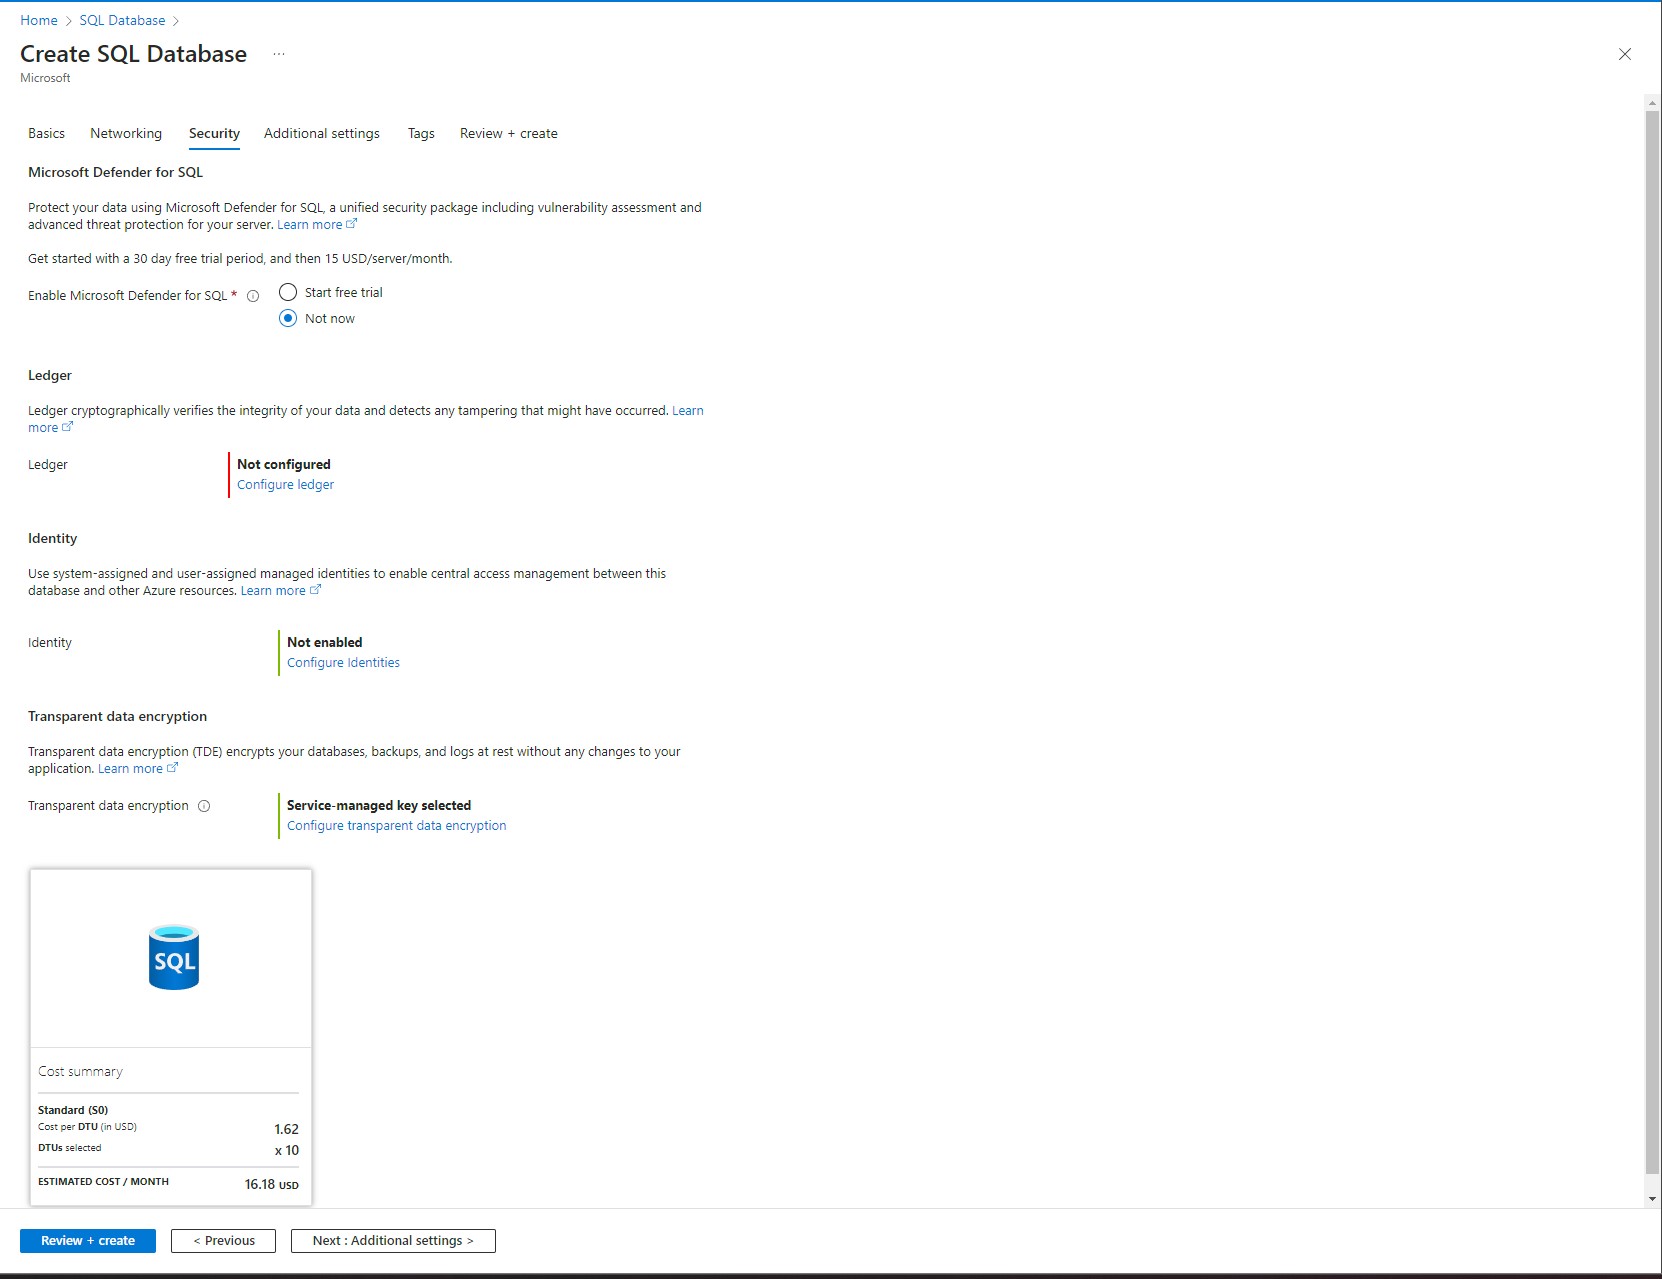 Home > SQL Database >
Create SQL Database ...
Microsoft
Basics Networking Security Additional settings Tags Review + create
Microsoft Defender for SQL
Protect your data using Microsoft Defender for SQL, a unified security package including vulnerability assessment and
advanced threat protection for your server. Learn more
Get started with a 30 day free trial period, and then 15 USD/server/month.
Enable Microsoft Defender for SQL *
Start free trial
Not now
Ledger
Ledger cryptographically verifies the integrity of your data and detects any tampering that might have occurred. Learn
more
Ledger
Not configured
Configure ledger
Identity
Use system-assigned and user-assigned managed identities to enable central access management between this
database and other Azure resources. Learn more
Identity
Not enabled
Configure Identities
Transparent data encryption
Transparent data encryption (TDE) encrypts your databases, backups, and logs at rest without any changes to your
application. Learn more
Transparent data encryption
Service-managed key selected
Configure transparent data encryption
SQL
Cost summary
Standard (S0)
Cost per DTU (in USD) 1.62
DTUs selected x 10
ESTIMATED COST / MONTH 16.18 USD
Review + create < Previous Next : Additional settings >